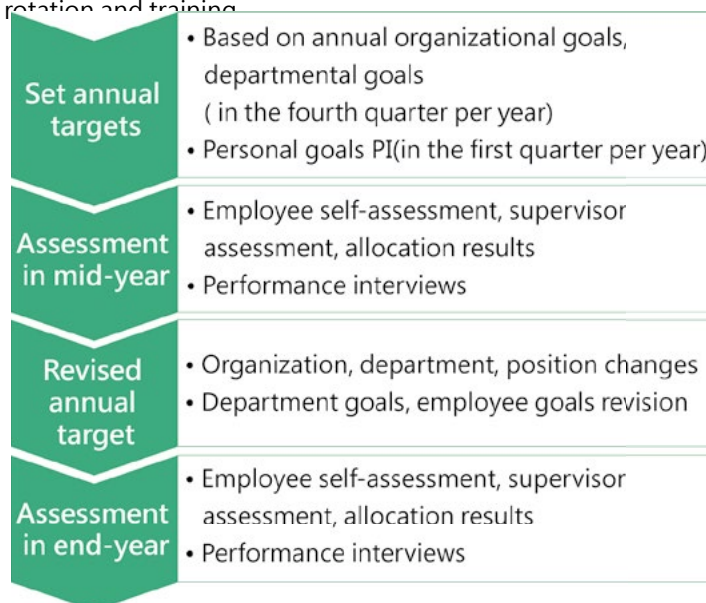 rotation and training
Set annual
targets
• Based on annual organizational goals,
departmental goals
( in the fourth quarter per year)
• Personal goals PI(in the first quarter per year)
Assessment
in mid-year
• Employee self-assessment, supervisor
assessment, allocation results
• Performance interviews
Revised
annual
target
• Organization, department, position changes
• Department goals, employee goals revision
Assessment
in end-year
• Employee self-assessment, supervisor
assessment, allocation results
• Performance interviews